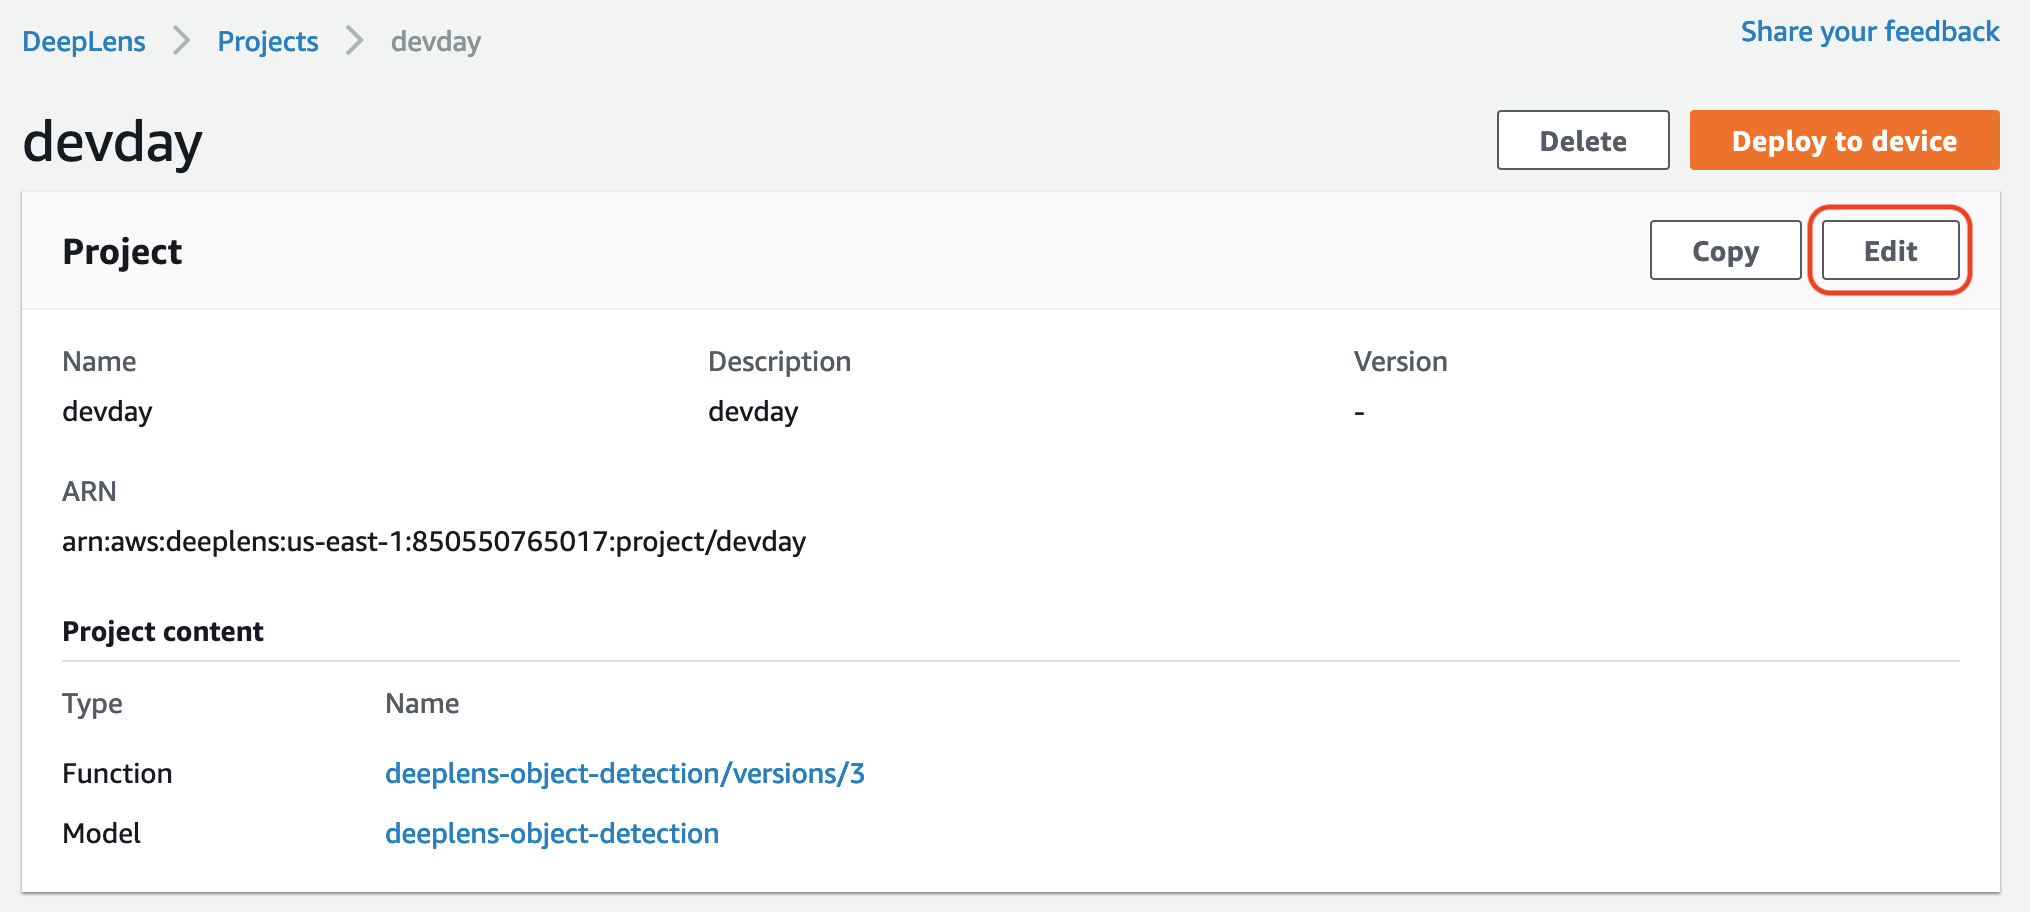 DeepLens > Projects > devday
Share your feedback
devday
Delete
Deploy to device
Project
Copy
Edit
Name
Description
Version
devday
devday
-
ARN
arn:aws:deeplens:us-east-1:850550765017:project/devday
Project content
Type
Name
Function
deeplens-object-detection/versions/3
Model
deeplens-object-detection